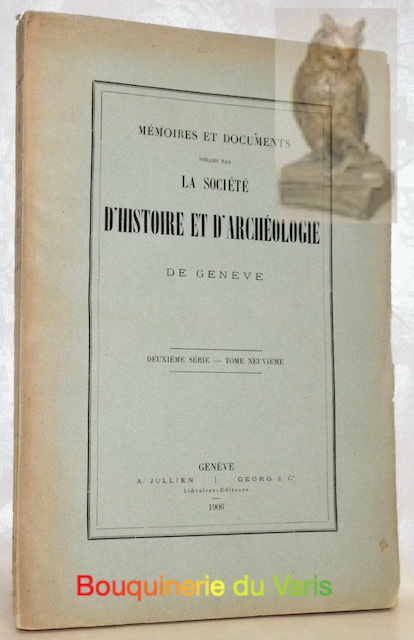 MÉMOIRES ET DOCUMENTS
PUBLIÉS PAR
LA SOCIÉTÉ
D'HISTOIRE ET D'ARCHÉOLOGIE
DE GENÈVE
DEUXIÈME SÉRIE — TOME NEUVIÈME
GENÈVE
A. JULLIEN | GEORG & Cie
Libraires-Editeurs
1906
Bouquinerie du Varis